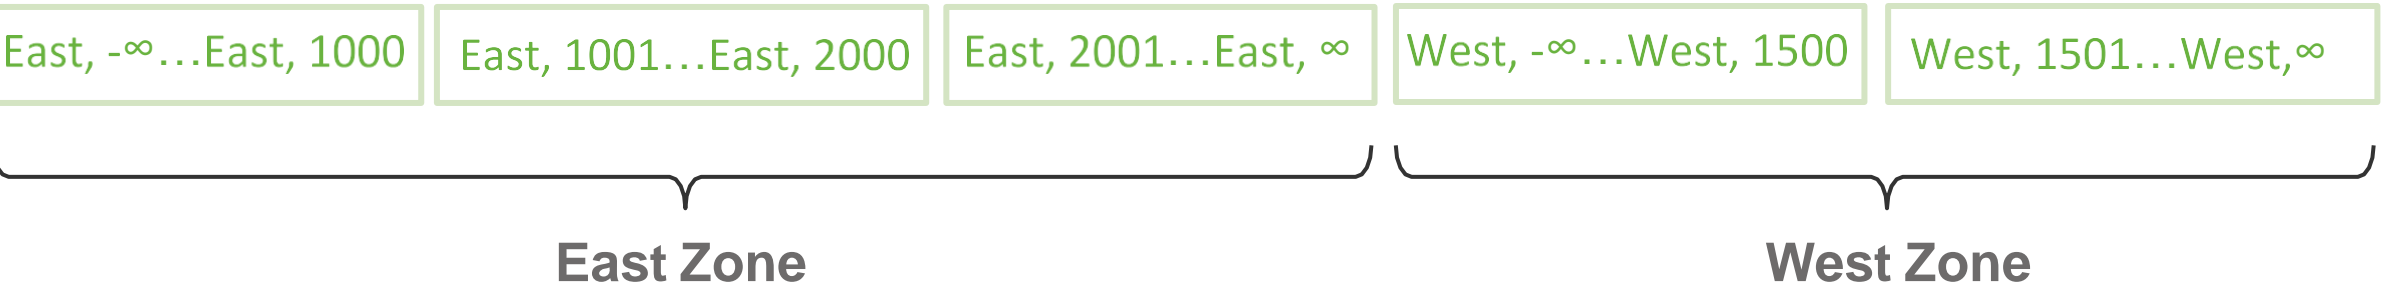 East, -∞...East, 1000
East, 1001...East, 2000
East, 2001...East, ∞
West, -∞...West, 1500
West, 1501...West,∞
East Zone
West Zone